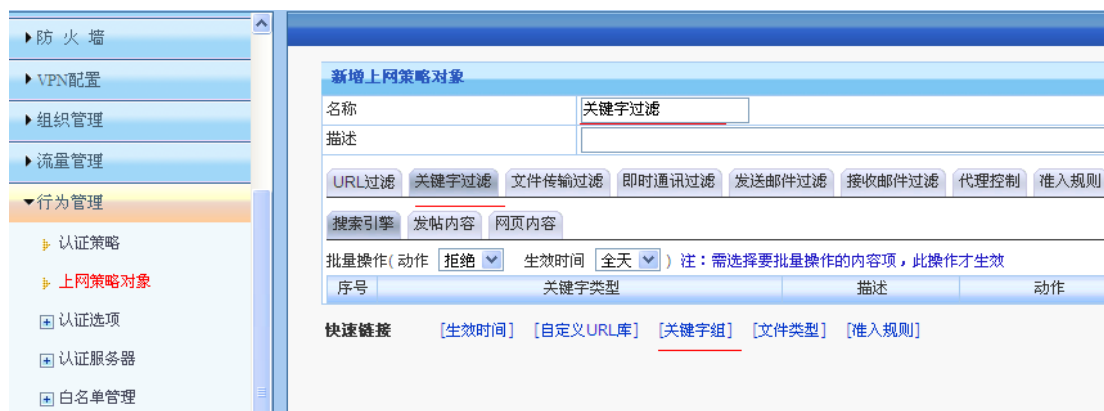 防 火 墙
VPN配置
组织管理
流量管理
行为管理
认证策略
上网策略对象
认证选项
认证服务器
白名单管理
新增上网策略对象
名称 关键字过滤
描述
URL过滤 关键字过滤 文件传输过滤 即时通讯过滤 发送邮件过滤 接收邮件过滤 代理控制 准入规则
搜索引擎 发帖内容 网页内容
批量操作( 动作 拒绝 生效时间 全天 ) 注：需选择要批量操作的内容项，此操作才生效
序号 关键字类型 描述 动作
快速链接 [生效时间] [自定义URL库] [关键字组] [文件类型] [准入规则]